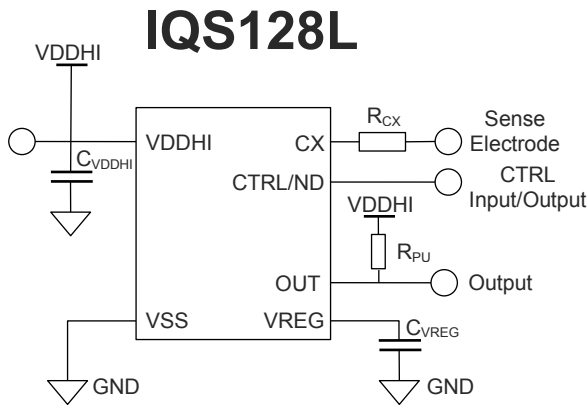 IQS128L
VDDHI
VDDHI
CX
RCX
Sense
Electrode
CVDDHI
CTRL/ND
CTRL
Input/Output
VDDHI
RPU
OUT
Output
VSS
VREG
CVREG
GND
GND